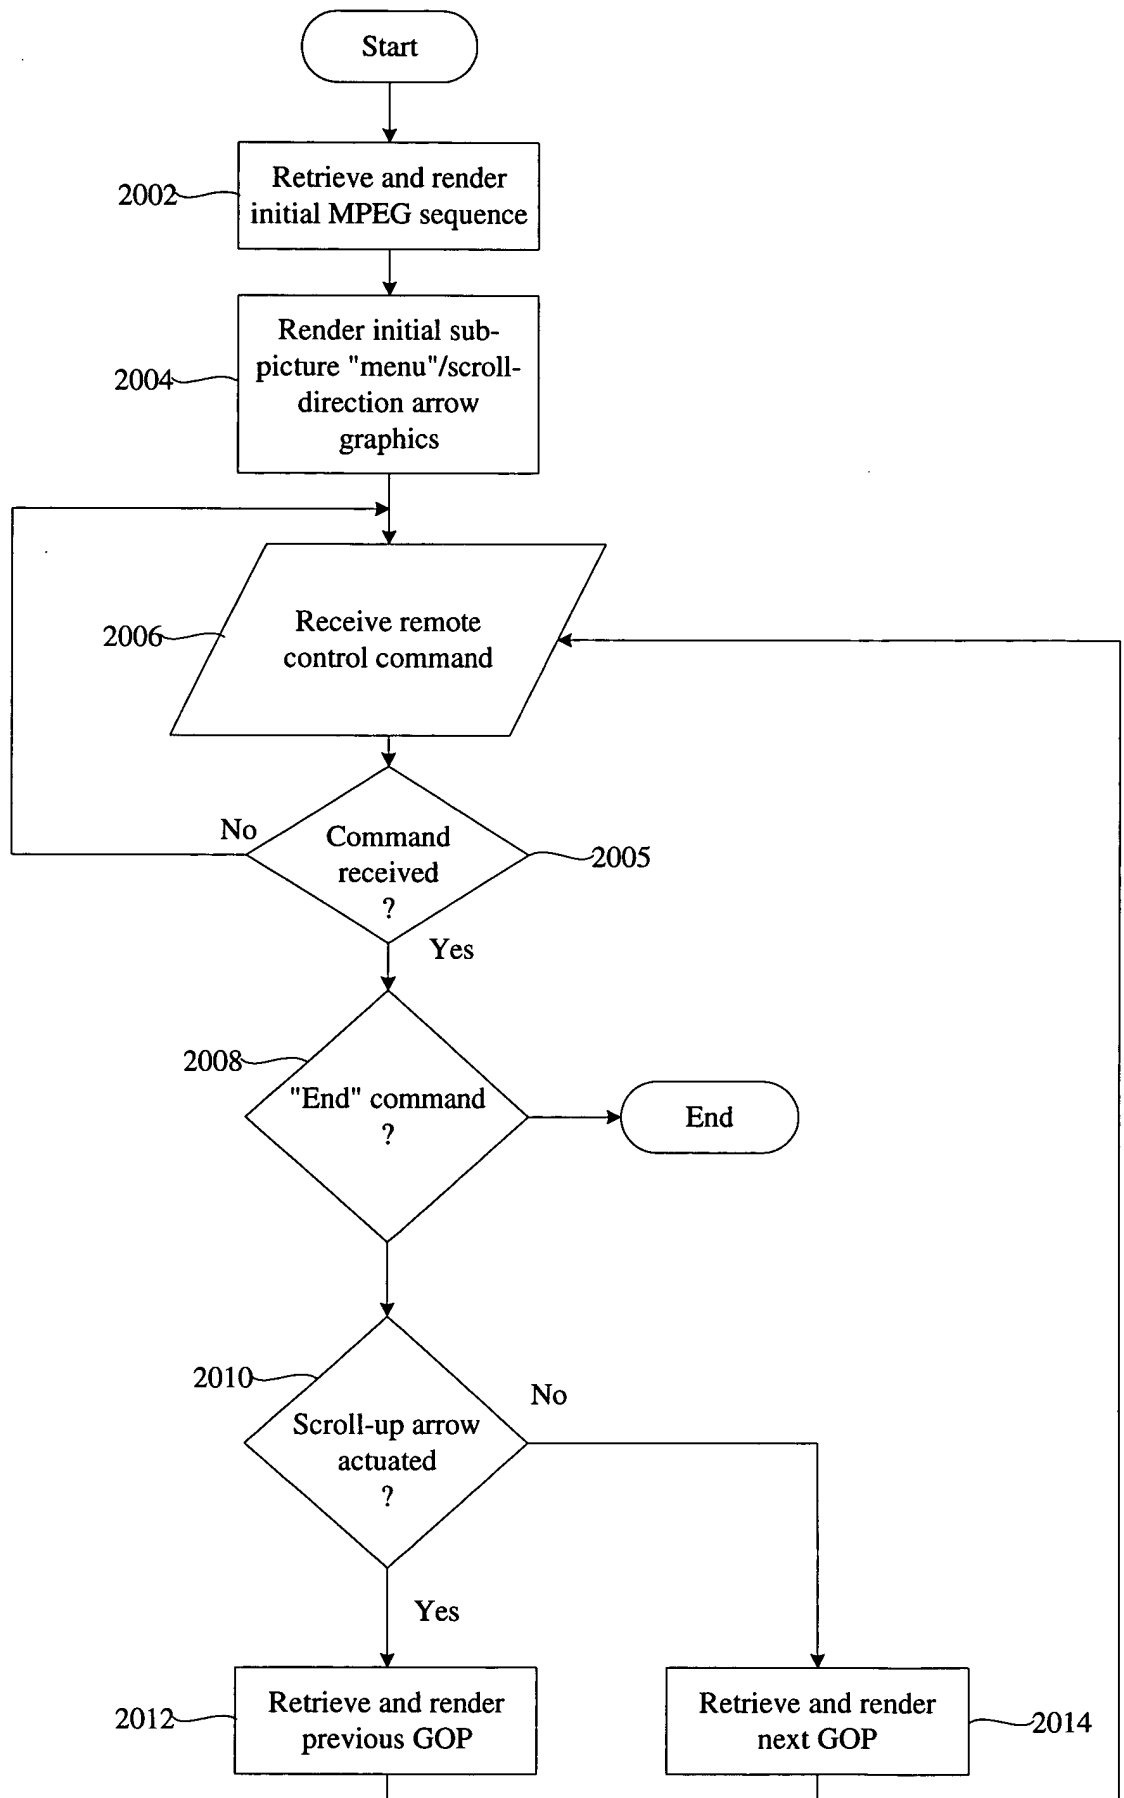 Start
2002
Retrieve and render
initial MPEG sequence
2004
Render initial sub-
picture "menu"/scroll-
direction arrow
graphics
2006
Receive remote
control command
No
Command
received
?
2005
Yes
2008
"End" command
?
End
2010
No
Scroll-up arrow
actuated
?
Yes
2012
Retrieve and render
previous GOP
Retrieve and render
next GOP
2014